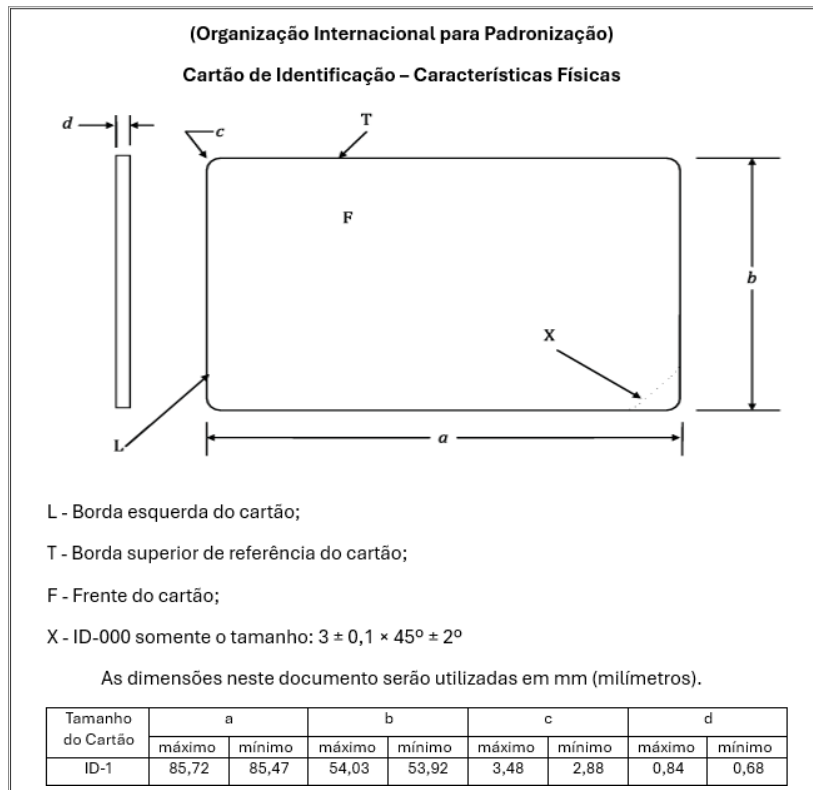 (Organização Internacional para Padronização)
Cartão de Identificação – Características Físicas
d
c
T
F
b
X
L
a
L - Borda esquerda do cartão;
T - Borda superior de referência do cartão;
F - Frente do cartão;
X - ID-000 somente o tamanho: 3 ± 0,1 × 45º ± 2º
As dimensões neste documento serão utilizadas em mm (milímetros).
Tamanho do Cartão a b c d
máximo mínimo máximo mínimo máximo mínimo máximo mínimo
ID-1 85,72 85,47 54,03 53,92 3,48 2,88 0,84 0,68